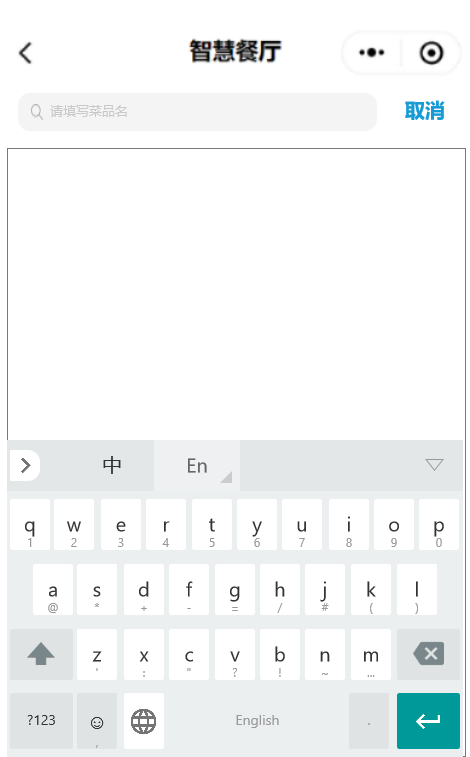 智慧餐厅
请填写菜品名 取消
中 En
q w e r t y u i o p
1 2 3 4 5 6 7 8 9 0
a s d f g h j k l
@ * + - = / # ( )
z x c v b n m
' : " ? ! ~ ...
?123 English .
,